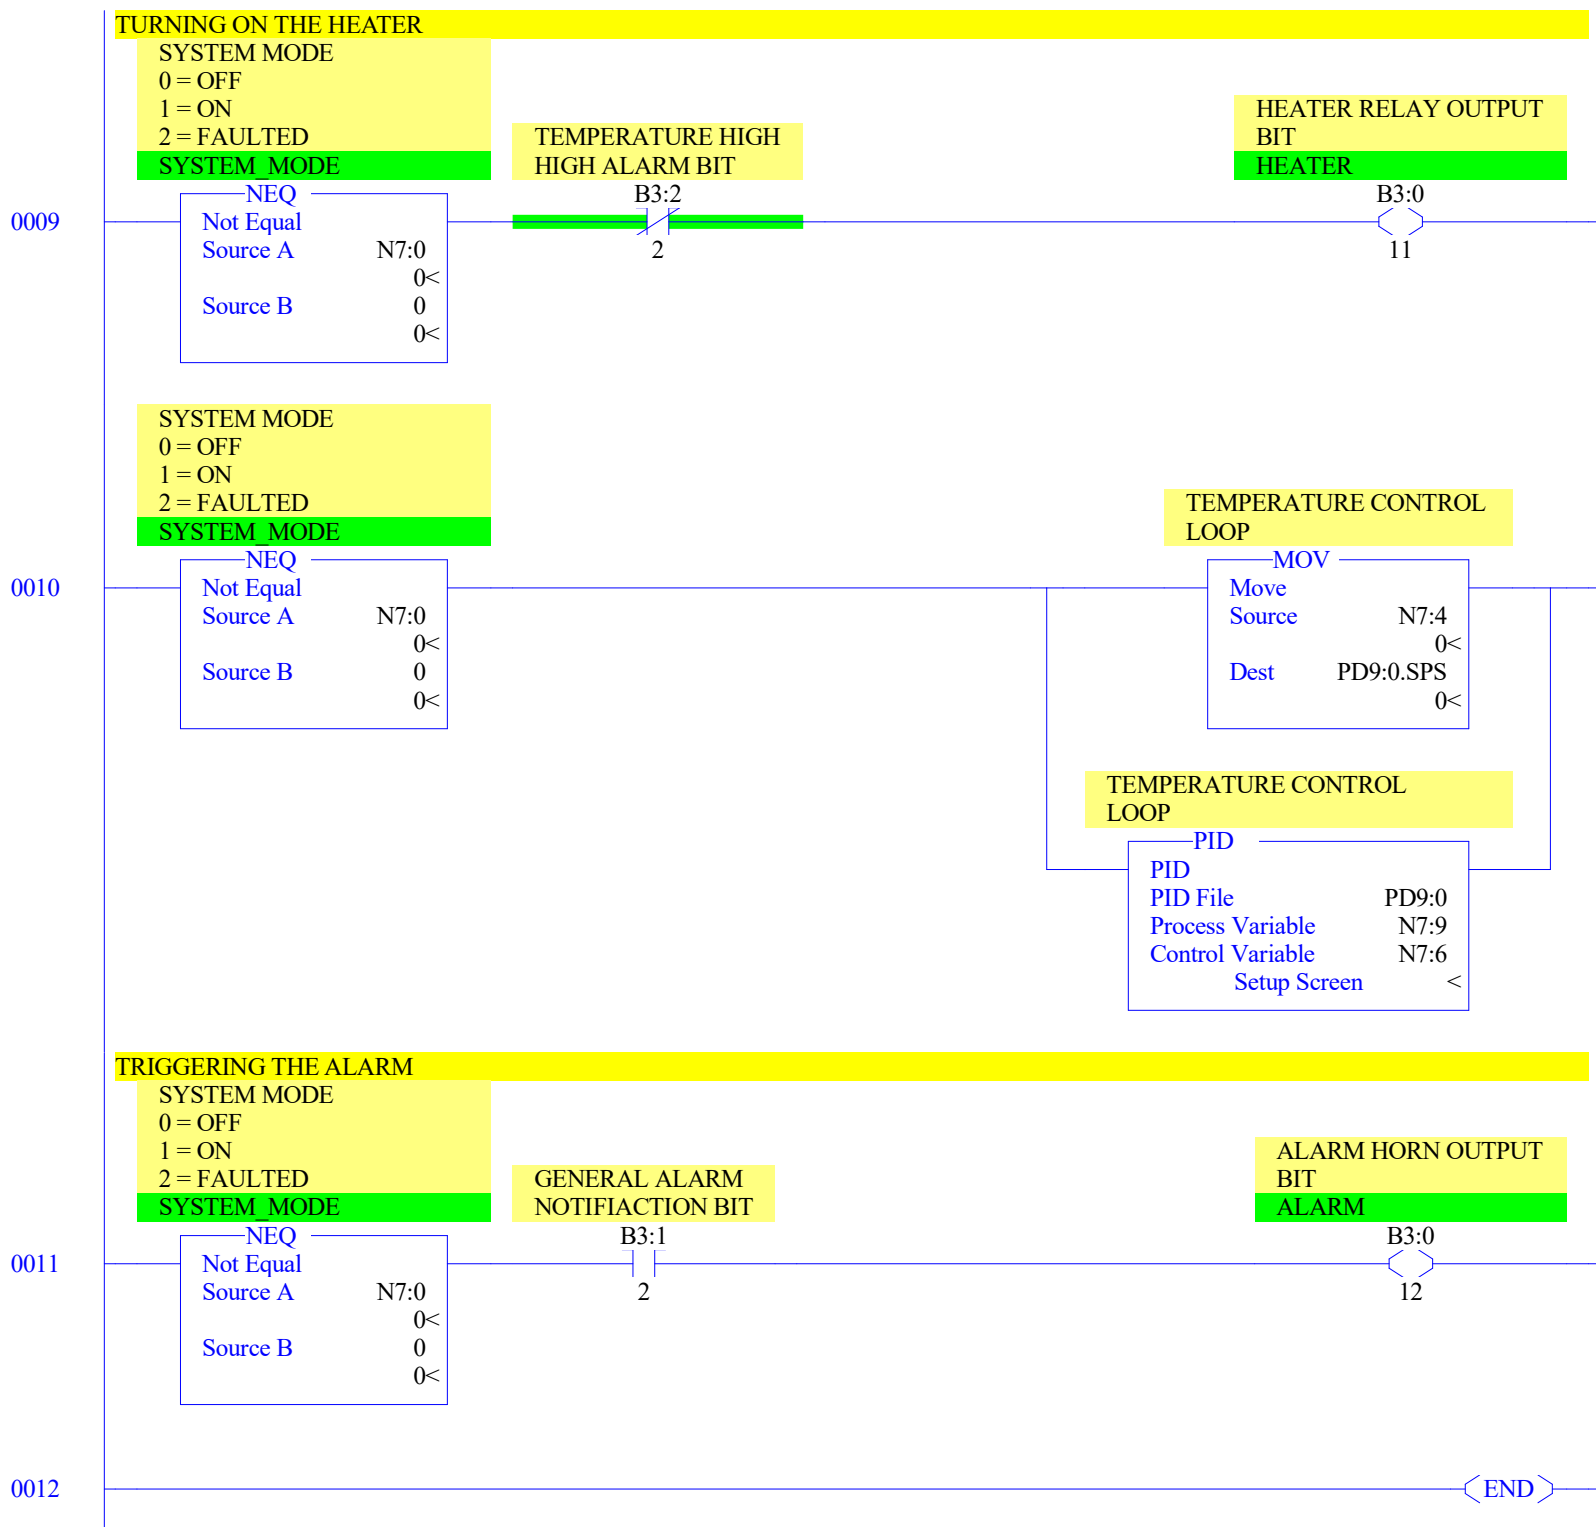 TURNING ON THE HEATER
SYSTEM MODE
0 = OFF
1 = ON
2 = FAULTED
SYSTEM_MODE
TEMPERATURE HIGH
HIGH ALARM BIT
HEATER RELAY OUTPUT
BIT
HEATER
0009
NEQ
Not Equal
Source A N7:0
0<
Source B 0
0<
B3:2
2
B3:0
11
SYSTEM MODE
0 = OFF
1 = ON
2 = FAULTED
SYSTEM_MODE
0010
NEQ
Not Equal
Source A N7:0
0<
Source B 0
0<
TEMPERATURE CONTROL
LOOP
MOV
Move
Source N7:4
0<
Dest PD9:0.SPS
0<
TEMPERATURE CONTROL
LOOP
PID
PID
PID File PD9:0
Process Variable N7:9
Control Variable N7:6
Setup Screen <
TRIGGERING THE ALARM
SYSTEM MODE
0 = OFF
1 = ON
2 = FAULTED
SYSTEM_MODE
GENERAL ALARM
NOTIFIACTION BIT
ALARM HORN OUTPUT
BIT
ALARM
0011
NEQ
Not Equal
Source A N7:0
0<
Source B 0
0<
B3:1
2
B3:0
12
0012
END